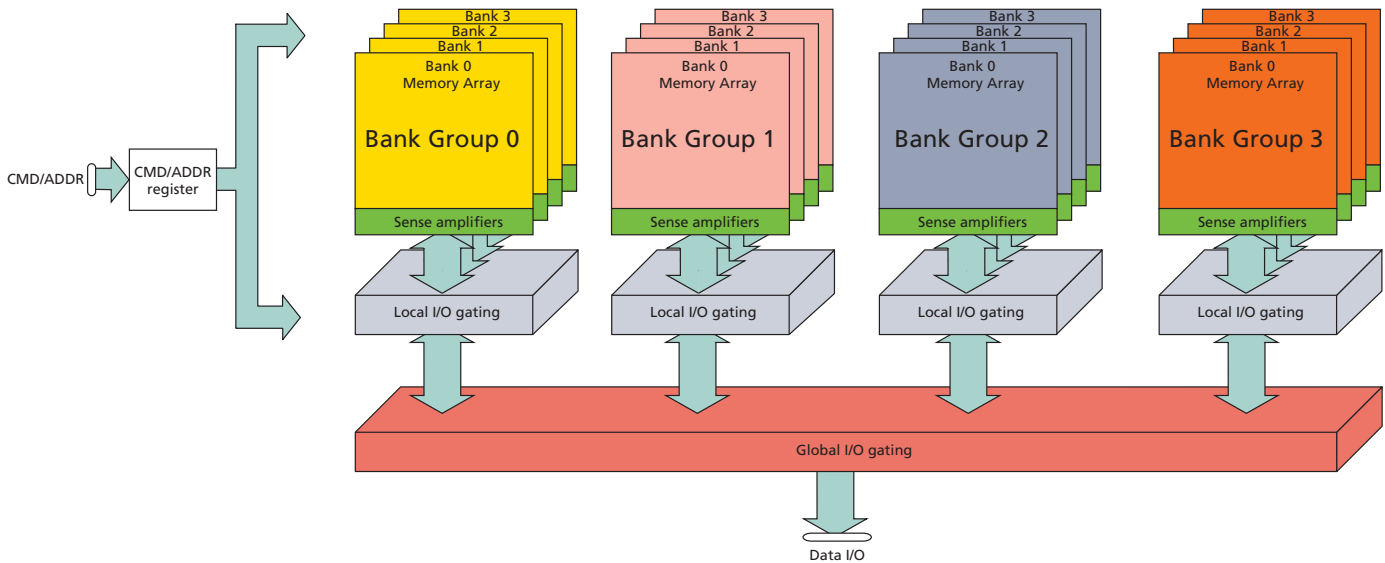 Bank 3
Bank 2
Bank 1
Bank 0
Memory Array
Bank Group 0
Sense amplifiers
Local I/O gating
Bank 3
Bank 2
Bank 1
Bank 0
Memory Array
Bank Group 1
Sense amplifiers
Local I/O gating
Bank 3
Bank 2
Bank 1
Bank 0
Memory Array
Bank Group 2
Sense amplifiers
Local I/O gating
Bank 3
Bank 2
Bank 1
Bank 0
Memory Array
Bank Group 3
Sense amplifiers
Local I/O gating
CMD/ADDR
CMD/ADDR
register
Global I/O gating
Data I/O